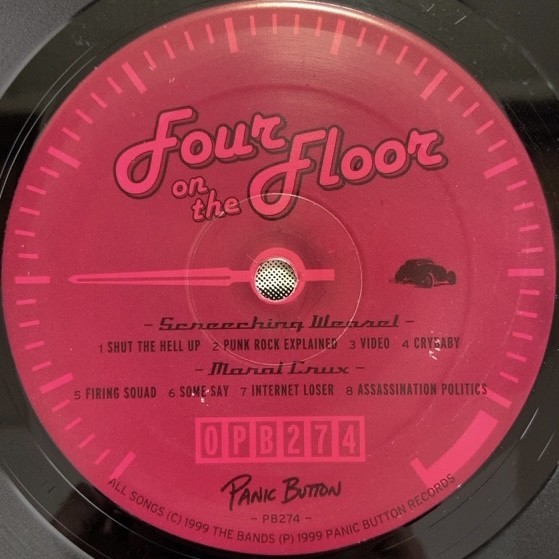 Four
on
the
Floor
- Screeching Weasel -
1 SHUT THE HELL UP 2 PUNK ROCK EXPLAINED 3 VIDEO 4 CRYBABY
- Moral Crux -
5 FIRING SQUAD 6 SOME SAY 7 INTERNET LOSER 8 ASSASSINATION POLITICS
0PB274
PANIC BUTTON
- PB274 -
ALL SONGS (C) 1999 THE BANDS (P) 1999 PANIC BUTTON RECORDS